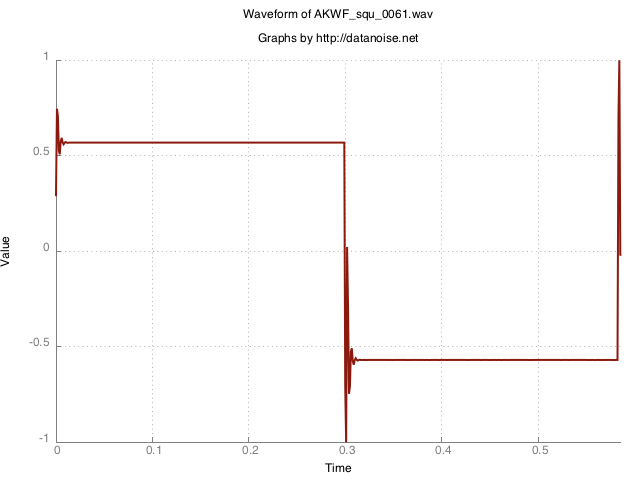 Waveform of AKWF_squ_0061.wav
Graphs by http://datanoise.net
1
0.5
0
-0.5
-1
Value
0 0.1 0.2 0.3 0.4 0.5
Time